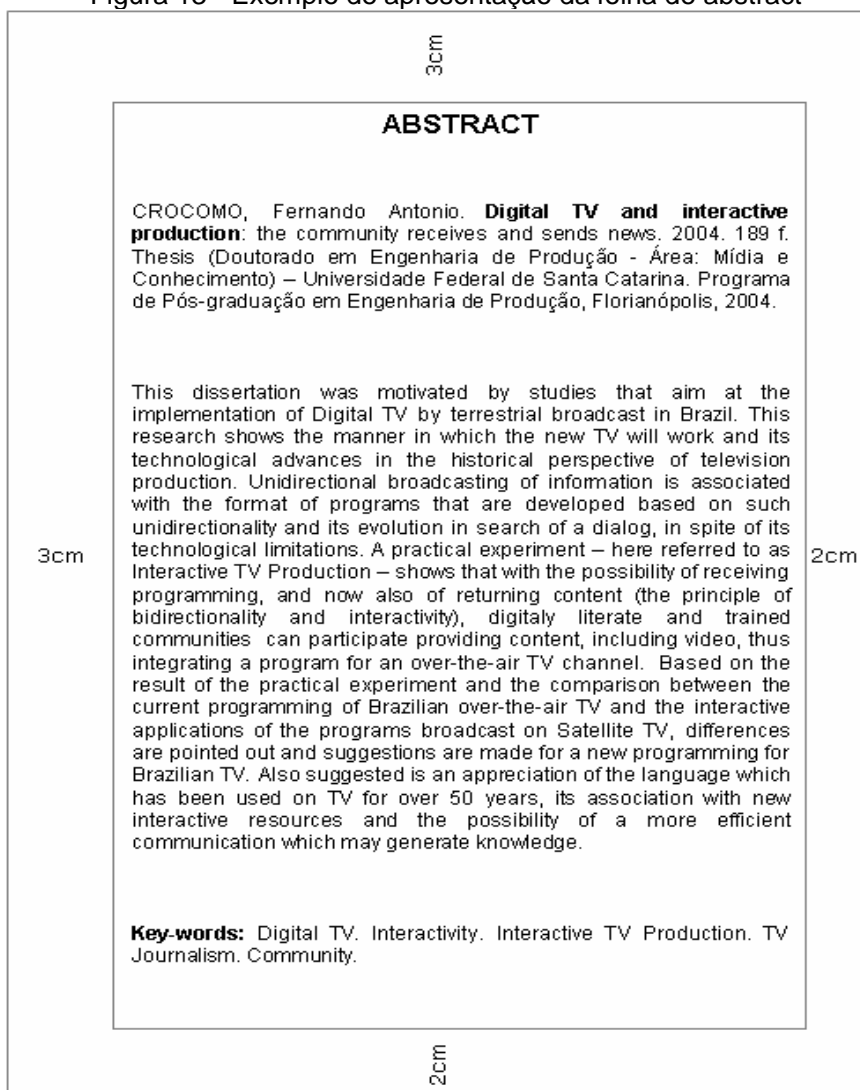 Figura 18 - Exemplo de apresentação da folha de abstract
3cm
ABSTRACT
CROCOMO, Fernando Antonio. Digital TV and interactive
production: the community receives and sends news. 2004. 189 f.
Thesis (Doutorado em Engenharia de Produção - Área: Mídia e
Conhecimento) – Universidade Federal de Santa Catarina. Programa
de Pós-graduação em Engenharia de Produção, Florianópolis, 2004.
This dissertation was motivated by studies that aim at the
implementation of Digital TV by terrestrial broadcast in Brazil. This
research shows the manner in which the new TV will work and its
technological advances in the historical perspective of television
production. Unidirectional broadcasting of information is associated
with the format of programs that are developed based on such
unidirectionality and its evolution in search of a dialog, in spite of its
technological limitations. A practical experiment – here referred to as
Interactive TV Production – shows that with the possibility of receiving
programming, and now also of returning content (the principle of
bidirectionality and interactivity), digitaly literate and trained
communities can participate providing content, including video, thus
integrating a program for an over-the-air TV channel. Based on the
result of the practical experiment and the comparison between the
current programming of Brazilian over-the-air TV and the interactive
applications of the programs broadcast on Satellite TV, differences
are pointed out and suggestions are made for a new programming for
Brazilian TV. Also suggested is an appreciation of the language which
has been used on TV for over 50 years, its association with new
interactive resources and the possibility of a more efficient
communication which may generate knowledge.
3cm
2cm
Key-words: Digital TV. Interactivity. Interactive TV Production. TV
Journalism. Community.
2cm